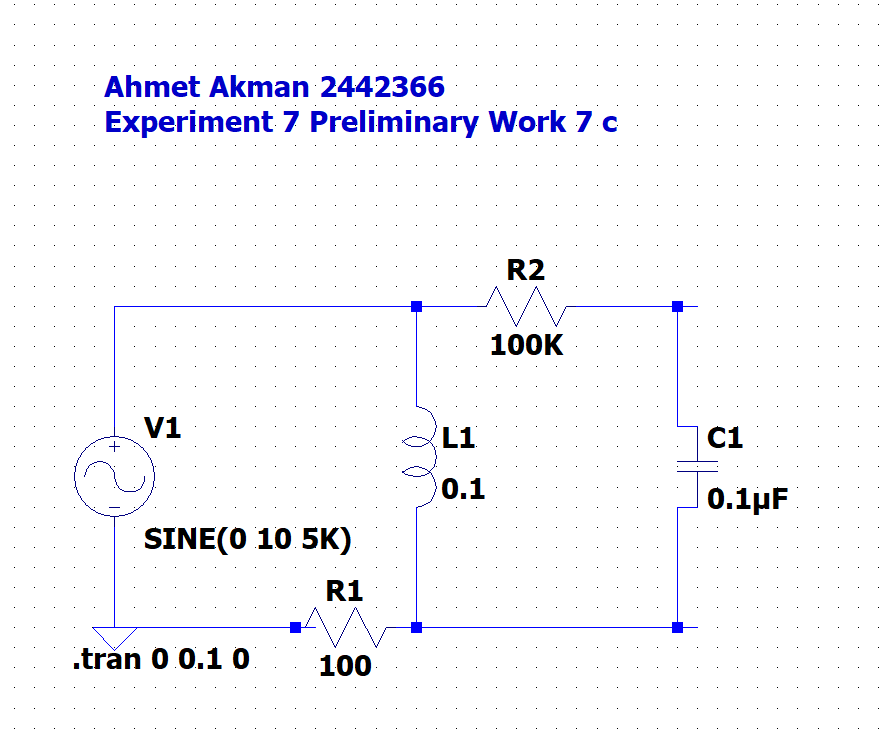 Ahmet Akman 2442366
Experiment 7 Preliminary Work 7 c
R2
100K
V1
L1
C1
0.1
0.1µF
SINE(0 10 5K)
R1
.tran 0 0.1 0
100